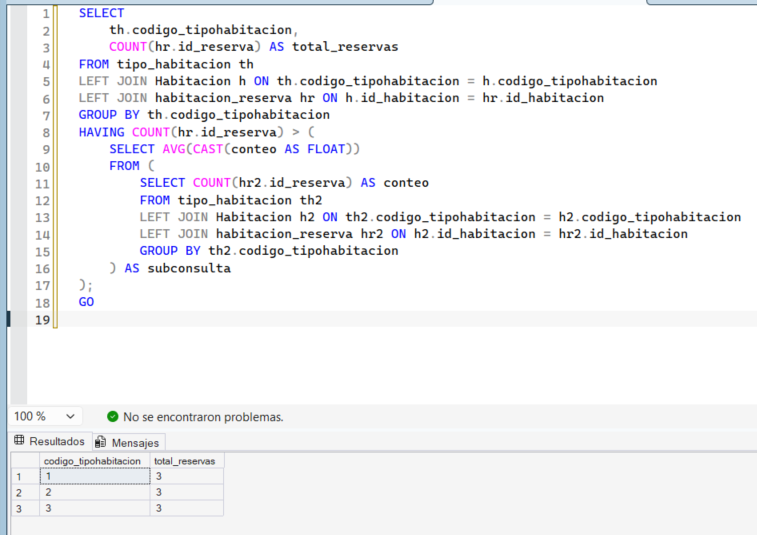 1 SELECT
2 th.codigo_tipohabitacion,
3 COUNT(hr.id_reserva) AS total_reservas
4 FROM tipo_habitacion th
5 LEFT JOIN Habitacion h ON th.codigo_tipohabitacion = h.codigo_tipohabitacion
6 LEFT JOIN habitacion_reserva hr ON h.id_habitacion = hr.id_habitacion
7 GROUP BY th.codigo_tipohabitacion
8 HAVING COUNT(hr.id_reserva) > (
9 SELECT AVG(CAST(conteo AS FLOAT))
10 FROM (
11 SELECT COUNT(hr2.id_reserva) AS conteo
12 FROM tipo_habitacion th2
13 LEFT JOIN Habitacion h2 ON th2.codigo_tipohabitacion = h2.codigo_tipohabitacion
14 LEFT JOIN habitacion_reserva hr2 ON h2.id_habitacion = hr2.id_habitacion
15 GROUP BY th2.codigo_tipohabitacion
16 ) AS subconsulta
17 );
18 GO
19
100 % No se encontraron problemas.
Resultados Mensajes
codigo_tipohabitacion total_reservas
1 1 3
2 2 3
3 3 3